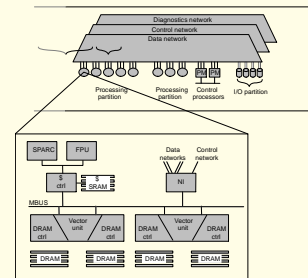 Diagnostics network
Control network
Data network
PM PM
Processing
partition
Processing
partition
Control
processors
I/O partition
SPARC
FPU
Data
networks
Control
network
$
ctrl
$
SRAM
NI
MBUS
DRAM
ctrl
Vector
unit
DRAM
ctrl
DRAM
ctrl
Vector
unit
DRAM
ctrl
DRAM
DRAM
DRAM
DRAM